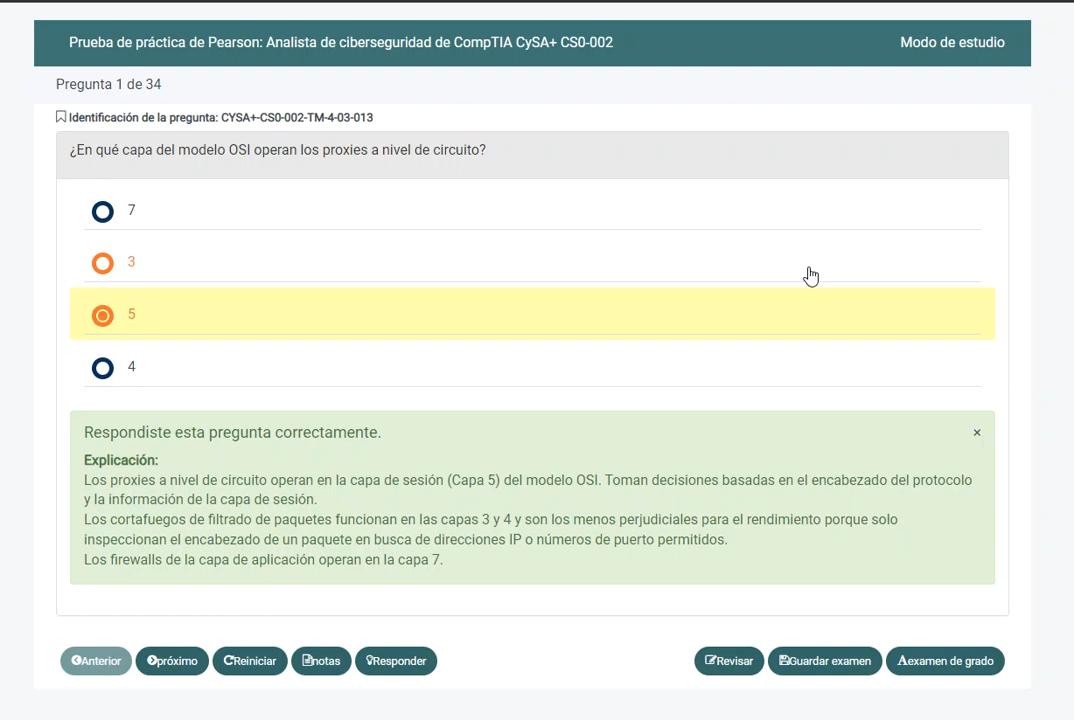 Prueba de práctica de Pearson: Analista de ciberseguridad de CompTIA CySA+ CS0-002
Modo de estudio
Pregunta 1 de 34
Identificación de la pregunta: CYSA+-CS0-002-TM-4-03-013
¿En qué capa del modelo OSI operan los proxies a nivel de circuito?
7
3
5
4
Respondiste esta pregunta correctamente.
×
Explicación:
Los proxies a nivel de circuito operan en la capa de sesión (Capa 5) del modelo OSI. Toman decisiones basadas en el encabezado del protocolo
y la información de la capa de sesión.
Los cortafuegos de filtrado de paquetes funcionan en las capas 3 y 4 y son los menos perjudiciales para el rendimiento porque solo
inspeccionan el encabezado de un paquete en busca de direcciones IP o números de puerto permitidos.
Los firewalls de la capa de aplicación operan en la capa 7.
Anterior
próximo
Reiniciar
notas
Responder
Revisar
Guardar examen
examen de grado